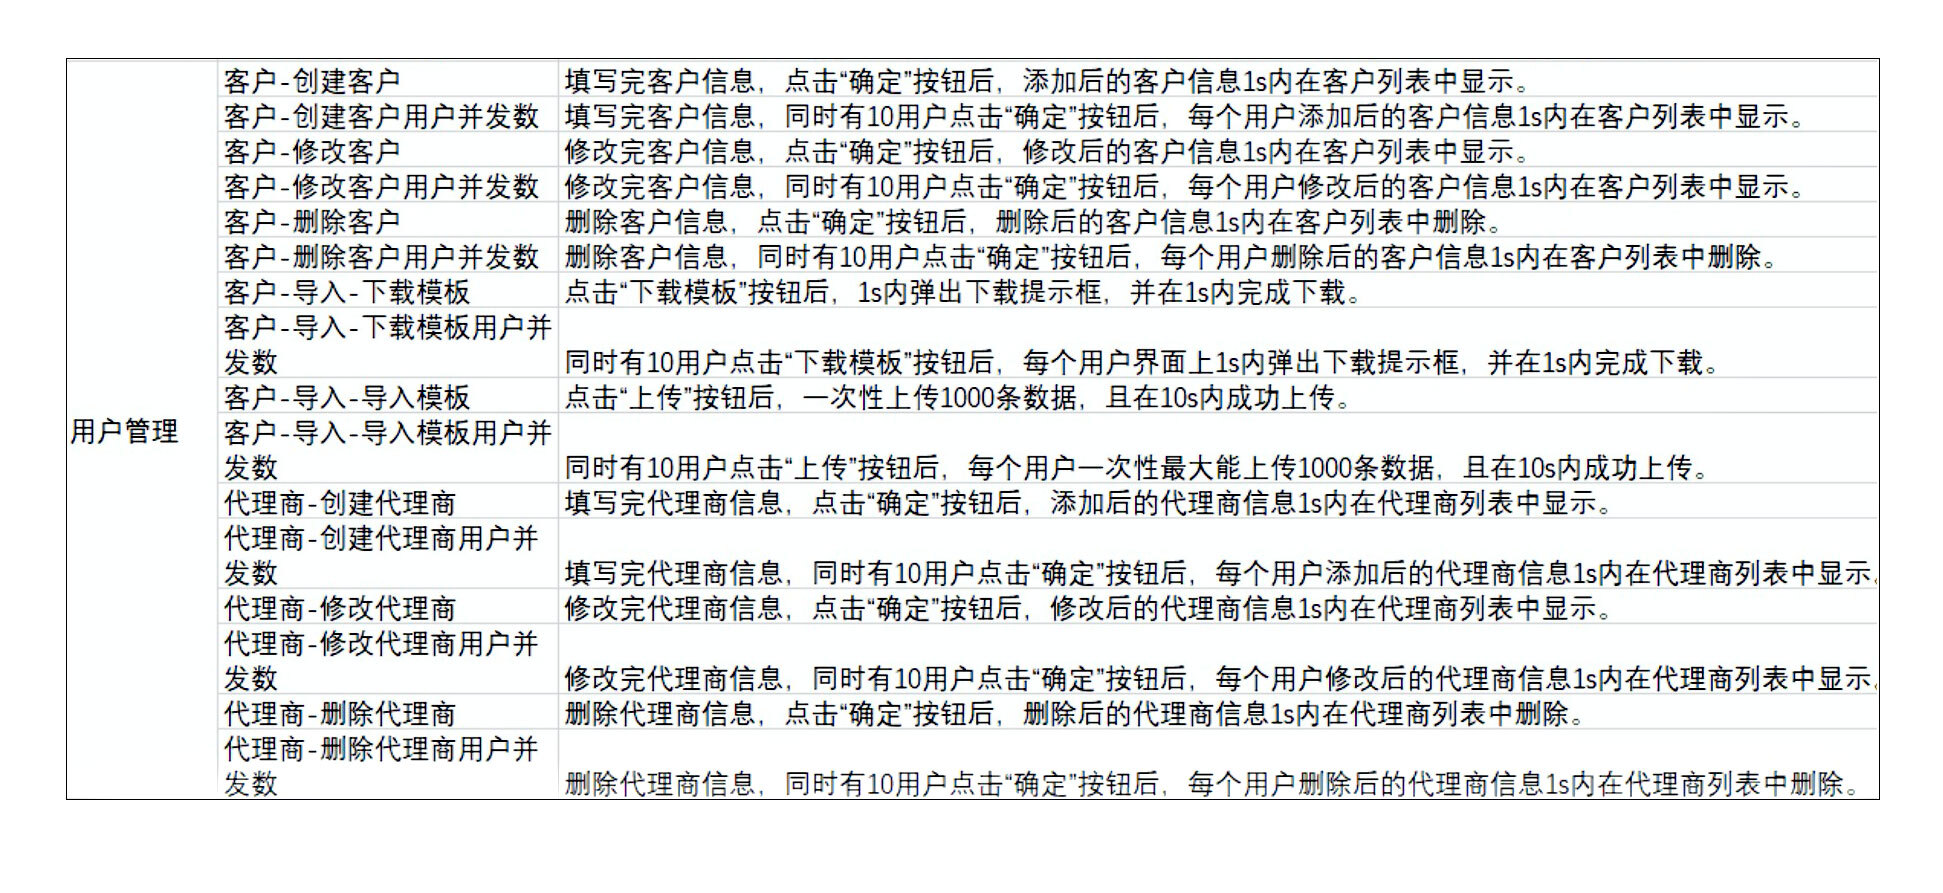 客户-创建客户 填写完客户信息，点击“确定”按钮后，添加后的客户信息1s内在客户列表中显示。
客户-创建客户用户并发数 填写完客户信息，同时有10用户点击“确定”按钮后，每个用户添加后的客户信息1s内在客户列表中显示。
客户-修改客户 修改完客户信息，点击“确定”按钮后，修改后的客户信息1s内在客户列表中显示。
客户-修改客户用户并发数 修改完客户信息，同时有10用户点击“确定”按钮后，每个用户修改后的客户信息1s内在客户列表中显示。
客户-删除客户 删除客户信息，点击“确定”按钮后，删除后的客户信息1s内在客户列表中删除。
客户-删除客户用户并发数 删除客户信息，同时有10用户点击“确定”按钮后，每个用户删除后的客户信息1s内在客户列表中删除。
客户-导入-下载模板 点击“下载模板”按钮后，1s内弹出下载提示框，并在1s内完成下载。
客户-导入-下载模板用户并
发数 同时有10用户点击“下载模板”按钮后，每个用户界面上1s内弹出下载提示框，并在1s内完成下载。
客户-导入-导入模板 点击“上传”按钮后，一次性上传1000条数据，且在10s内成功上传。
用户管理 客户-导入-导入模板用户并
发数 同时有10用户点击“上传”按钮后，每个用户一次性最大能上传1000条数据，且在10s内成功上传。
代理商-创建代理商 填写完代理商信息，点击“确定”按钮后，添加后的代理商信息1s内在代理商列表中显示。
代理商-创建代理商用户并
发数 填写完代理商信息，同时有10用户点击“确定”按钮后，每个用户添加后的代理商信息1s内在代理商列表中显示。
代理商-修改代理商 修改完代理商信息，点击“确定”按钮后，修改后的代理商信息1s内在代理商列表中显示。
代理商-修改代理商用户并
发数 修改完代理商信息，同时有10用户点击“确定”按钮后，每个用户修改后的代理商信息1s内在代理商列表中显示。
代理商-删除代理商 删除代理商信息，点击“确定”按钮后，删除后的代理商信息1s内在代理商列表中删除。
代理商-删除代理商用户并
发数 删除代理商信息，同时有10用户点击“确定”按钮后，每个用户删除后的代理商信息1s内在代理商列表中删除。